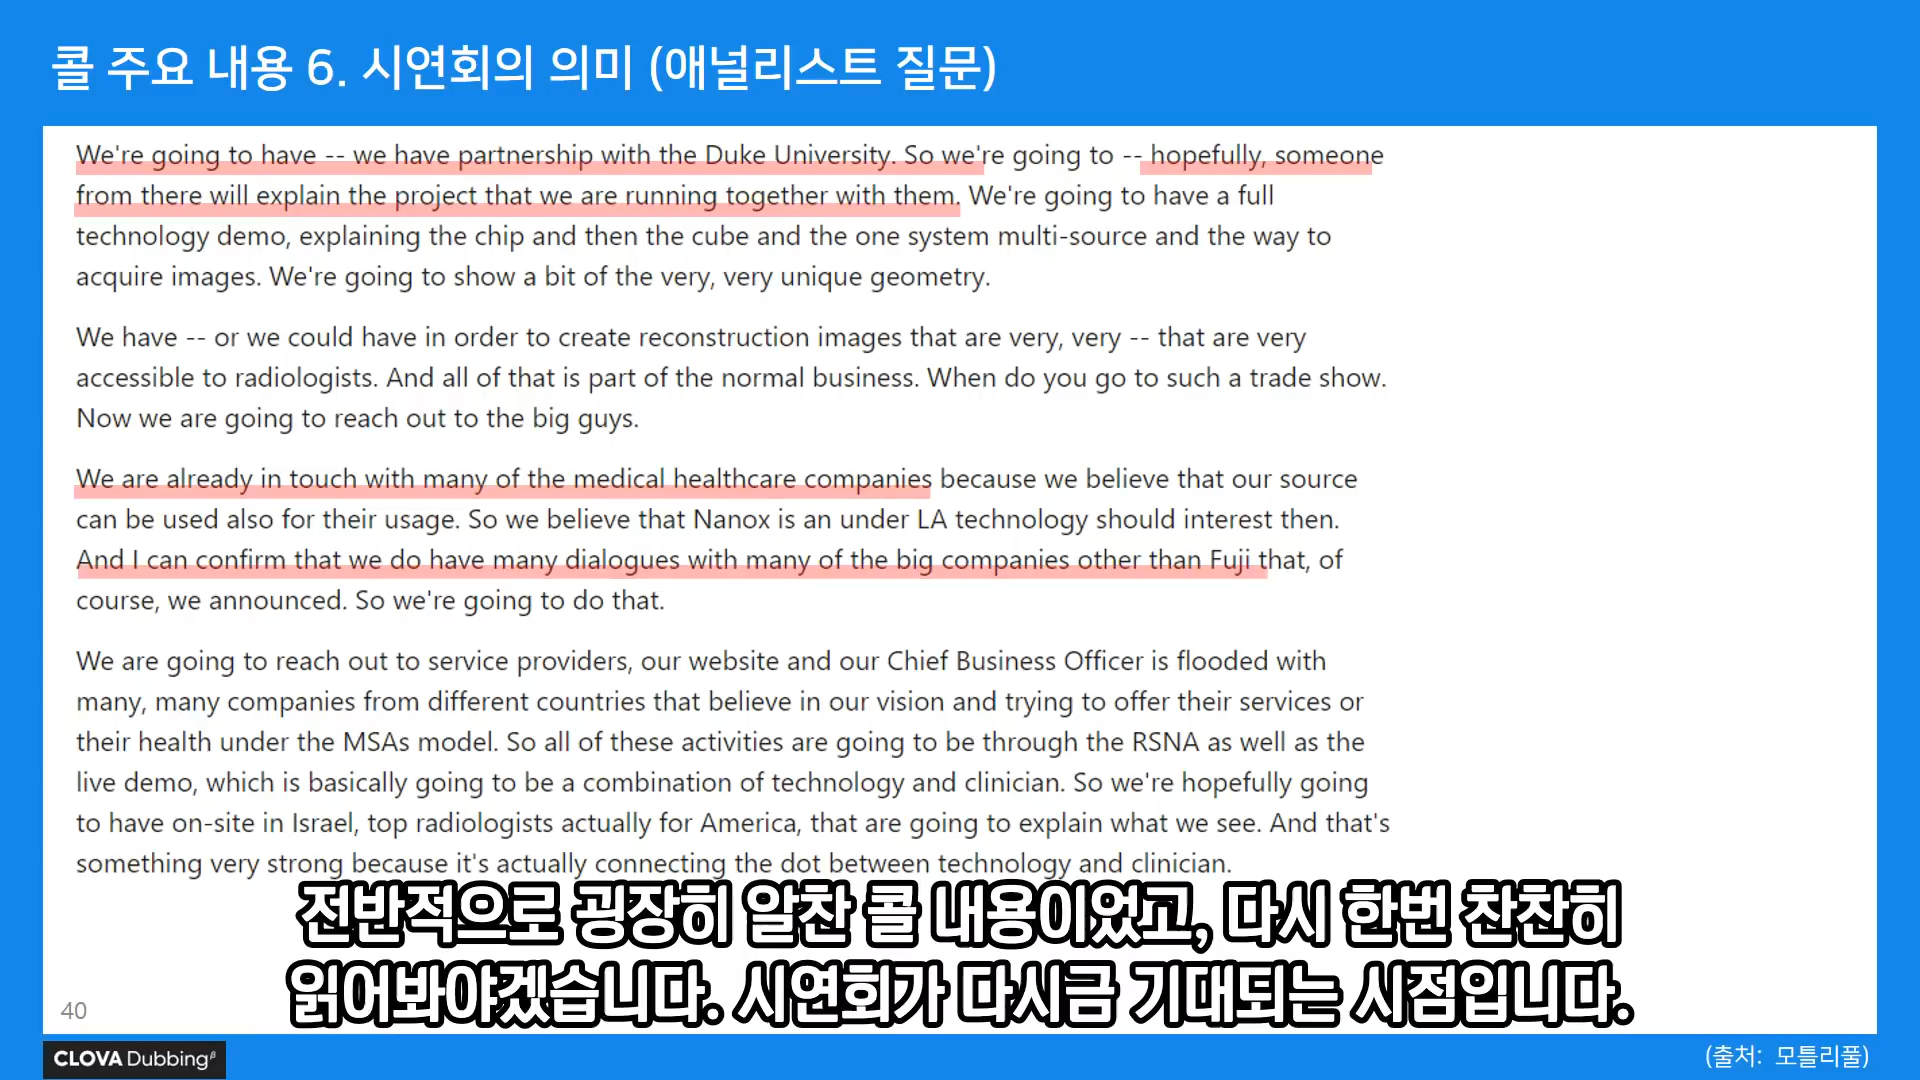 콜 주요 내용 6. 시연회의 의미 (애널리스트 질문)
We're going to have -- we have partnership with the Duke University. So we're going to -- hopefully, someone
from there will explain the project that we are running together with them. We're going to have a full
technology demo, explaining the chip and then the cube and the one system multi-source and the way to
acquire images. We're going to show a bit of the very, very unique geometry.
We have -- or we could have in order to create reconstruction images that are very, very -- that are very
accessible to radiologists. And all of that is part of the normal business. When do you go to such a trade show.
Now we are going to reach out to the big guys.
We are already in touch with many of the medical healthcare companies because we believe that our source
can be used also for their usage. So we believe that Nanox is an under LA technology should interest then.
And I can confirm that we do have many dialogues with many of the big companies other than Fuji that, of
course, we announced. So we're going to do that.
We are going to reach out to service providers, our website and our Chief Business Officer is flooded with
many, many companies from different countries that believe in our vision and trying to offer their services or
their health under the MSAs model. So all of these activities are going to be through the RSNA as well as the
live demo, which is basically going to be a combination of technology and clinician. So we're hopefully going
to have on-site in Israel, top radiologists actually for America, that are going to explain what we see. And that's
something very strong because it's actually connecting the dot between technology and clinician.
전반적으로 굉장히 알찬 콜 내용이었고, 다시 한번 찬찬히
읽어봐야겠습니다. 시연회가 다시금 기대되는 시점입니다.
40
CLOVA Dubbingᵝ
(출처: 모틀리풀)